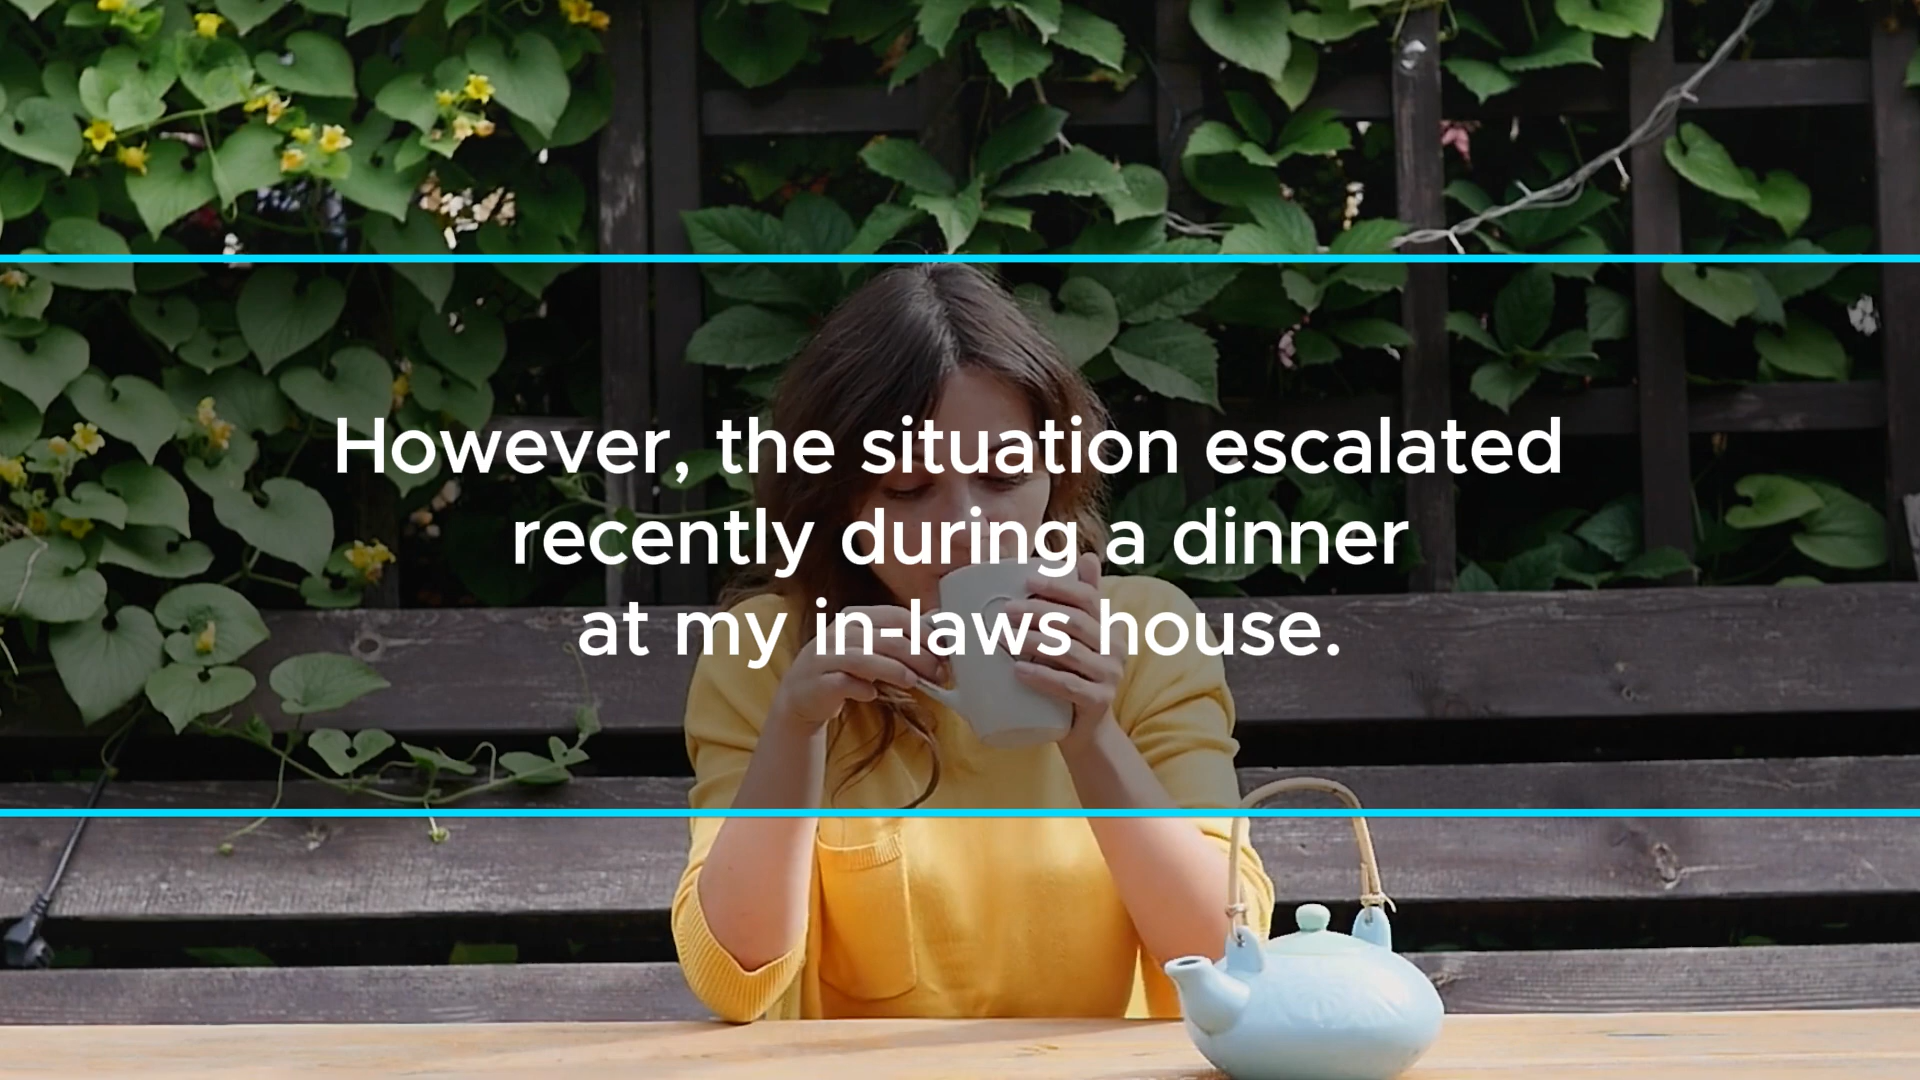 However, the situation escalated
recently during a dinner
at my in-laws house.